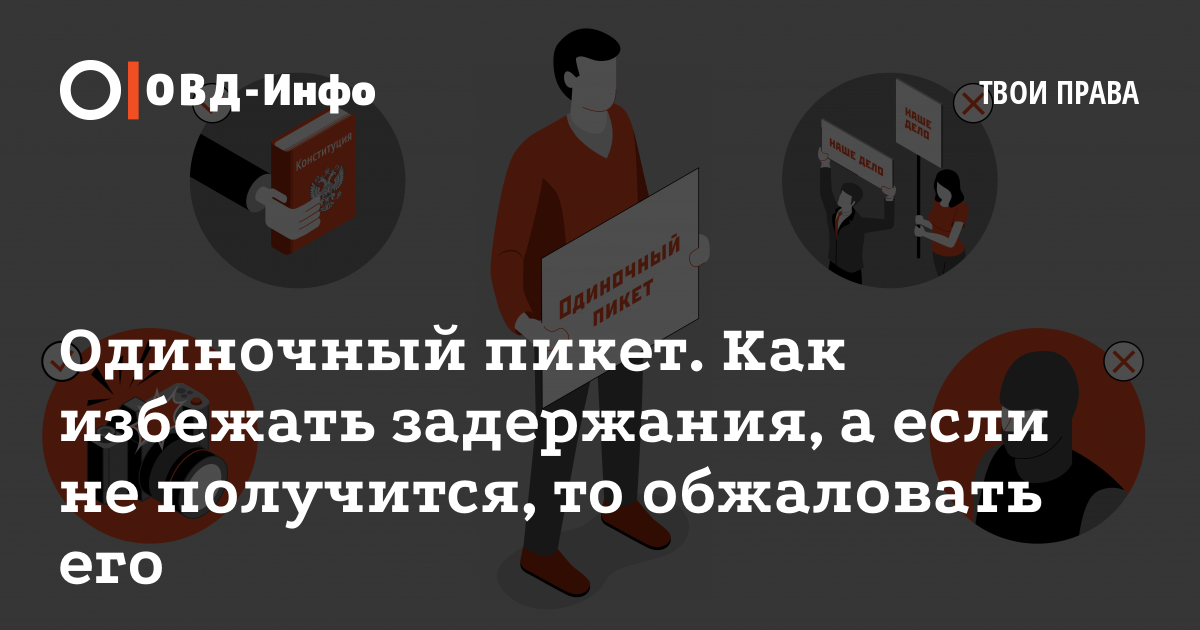 ОВД-Инфо
ТВОИ ПРАВА
Конституция
НАШЕ
ДЕЛО
НАШЕ ДЕЛО
Одиночный
пикет
Одиночный пикет. Как
избежать задержания, а если
не получится, то обжаловать
его